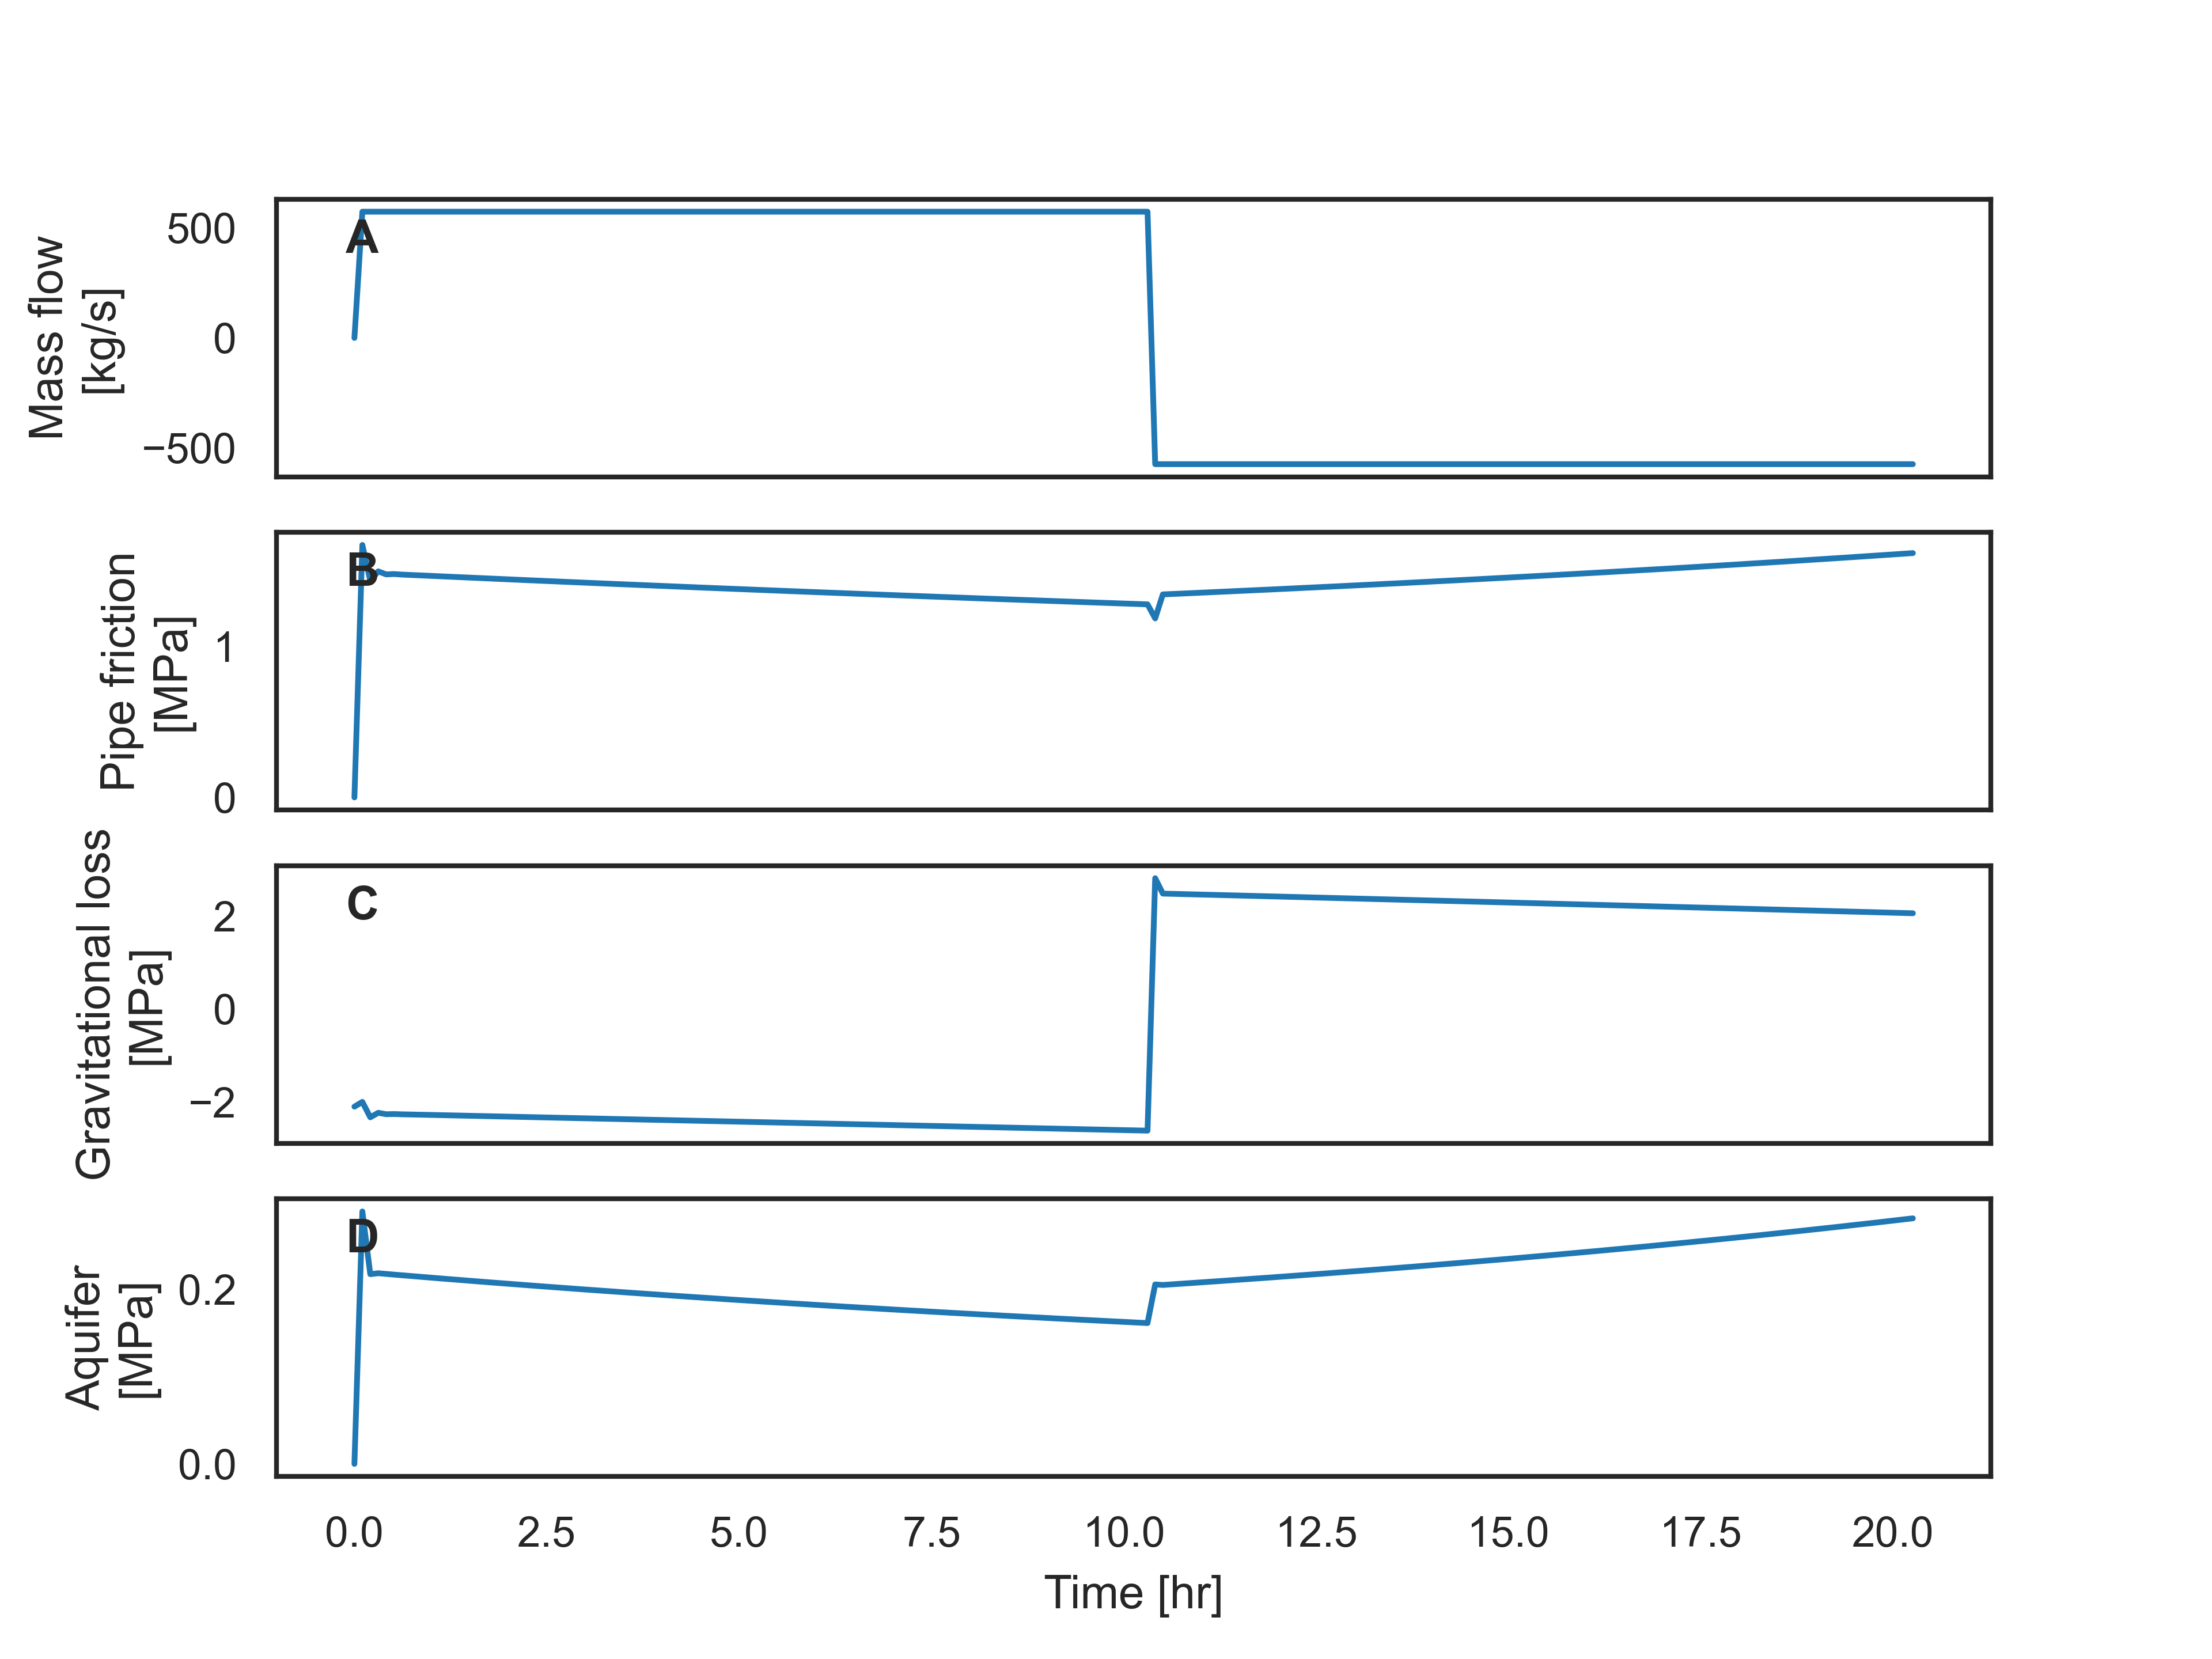 Mass flow
[kg/s]
500
0
−500
A
Pipe friction
[MPa]
1
0
B
Gravitational loss
[MPa]
2
0
−2
C
Aquifer
[MPa]
0.2
0.0
D
0.0 2.5 5.0 7.5 10.0 12.5 15.0 17.5 20.0
Time [hr]